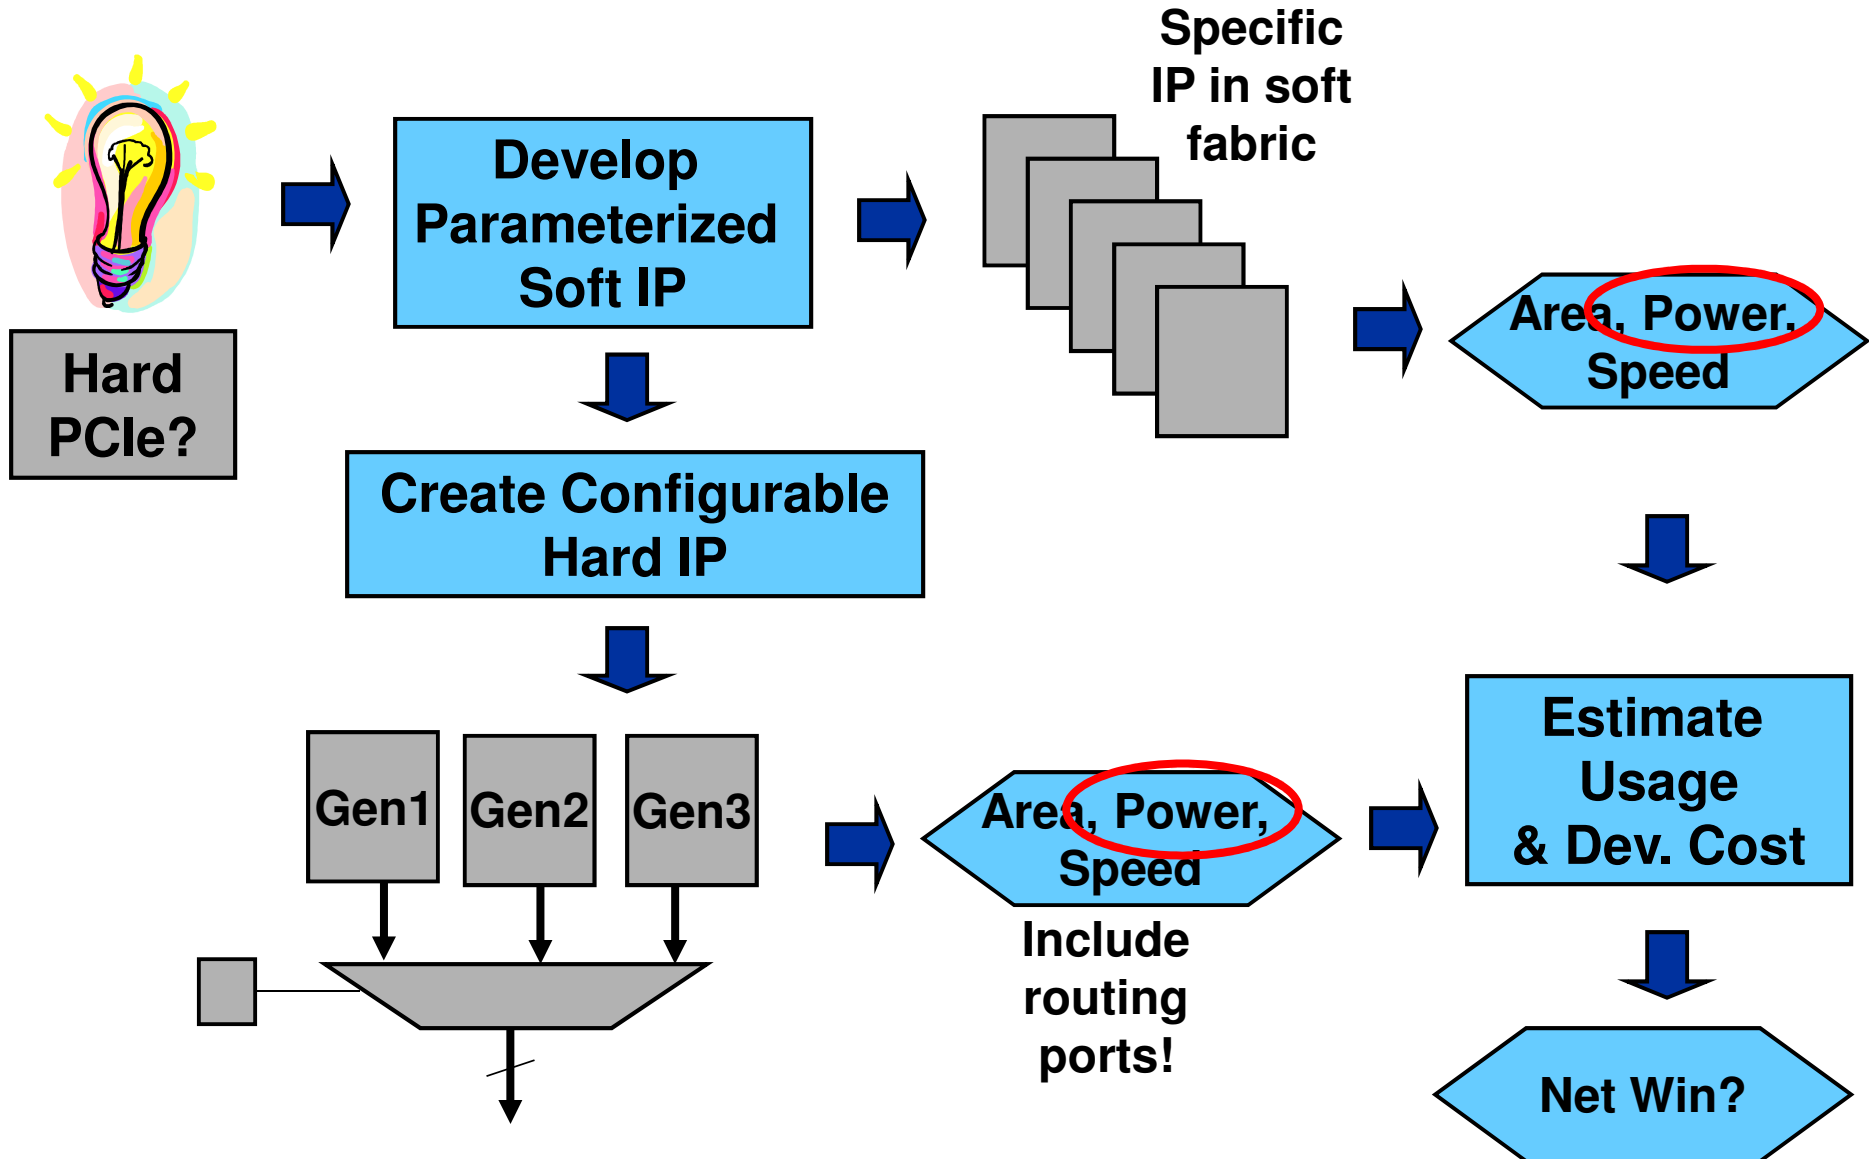 Specific
IP in soft
fabric
Develop
Parameterized
Soft IP
Hard
PCIe?
Area, Power,
Speed
Create Configurable
Hard IP
Gen1
Gen2
Gen3
Area, Power,
Speed
Include
routing
ports!
Estimate
Usage
& Dev. Cost
Net Win?